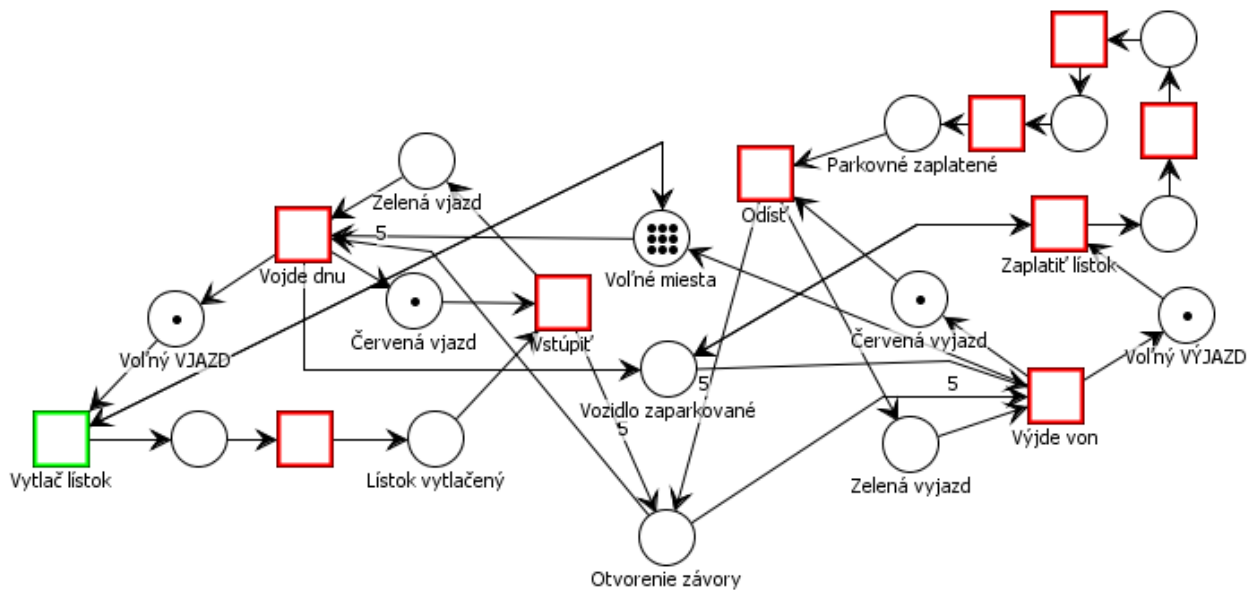 Parkovné zaplatené
Zelená vjazd
Odísť
5
Vojde dnu
Voľné miesta
Zaplatiť lístok
Voľný VJAZD
Červená vjazd
Vstúpiť
Červená vyjazd
Voľný VÝJAZD
5
5
Vozidlo zaparkované
5
Výjde von
Vytlač lístok
Lístok vytlačený
Zelená vyjazd
Otvorenie závory